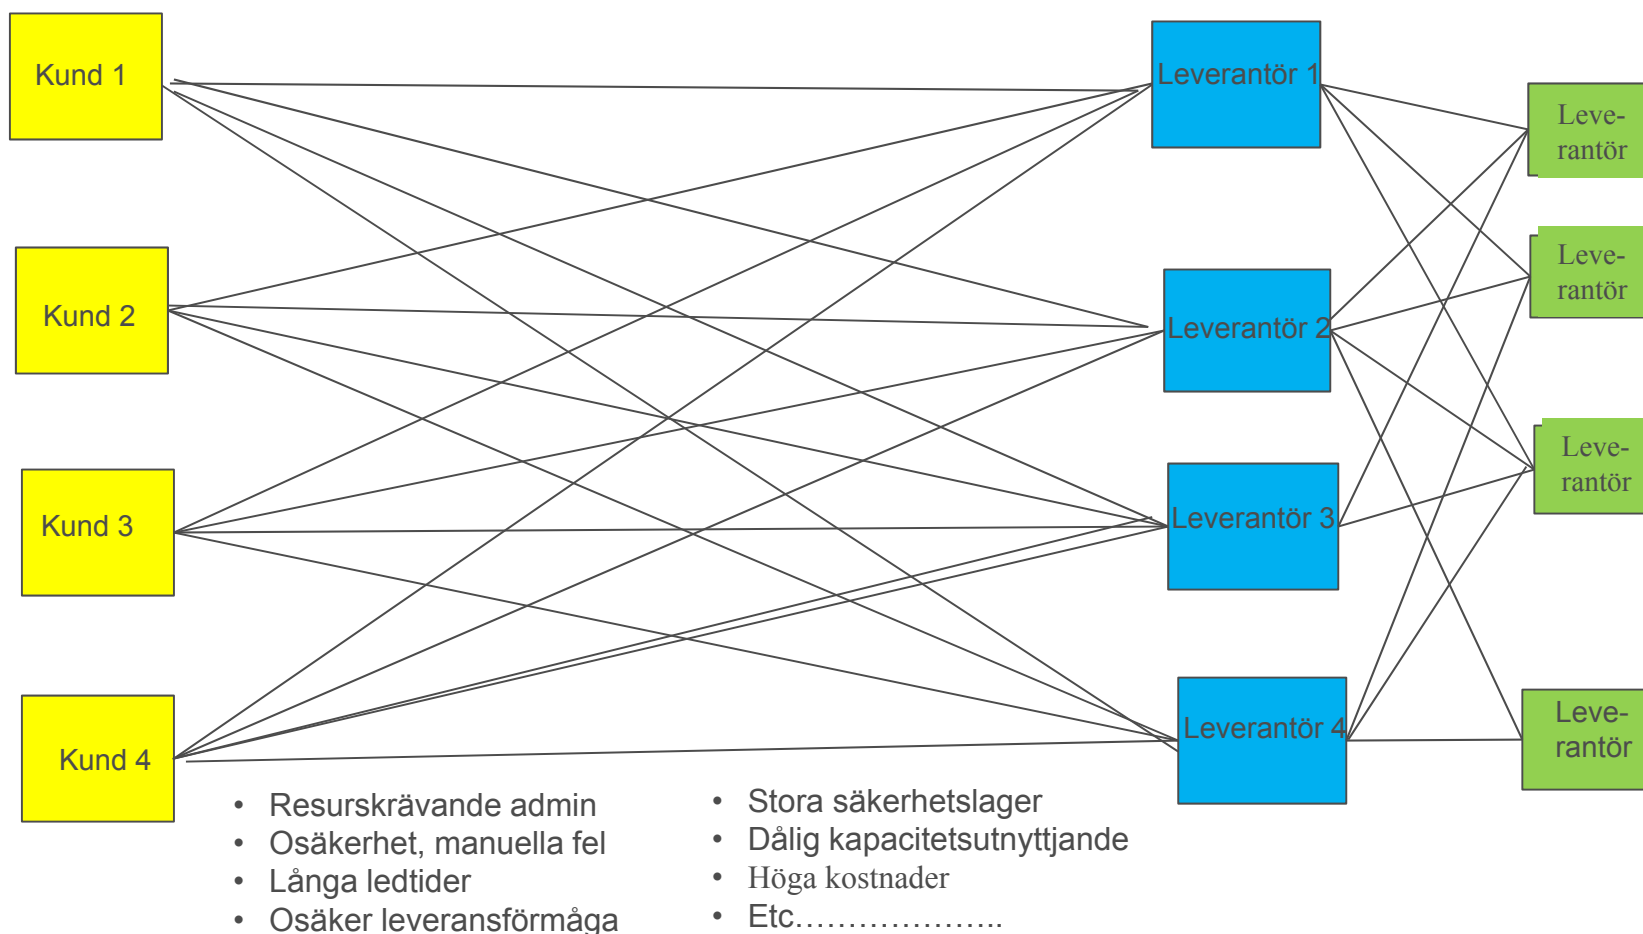 Kund 1
Leverantör 1
Leve-
rantör
Kund 2
Leverantör 2
Leve-
rantör
Kund 3
Leverantör 3
Leve-
rantör
Kund 4
Leverantör 4
Leve-
rantör
• Resurskrävande admin
• Osäkerhet, manuella fel
• Långa ledtider
• Osäker leveransförmåga
• Stora säkerhetslager
• Dålig kapacitetsutnyttjande
• Höga kostnader
• Etc………………..